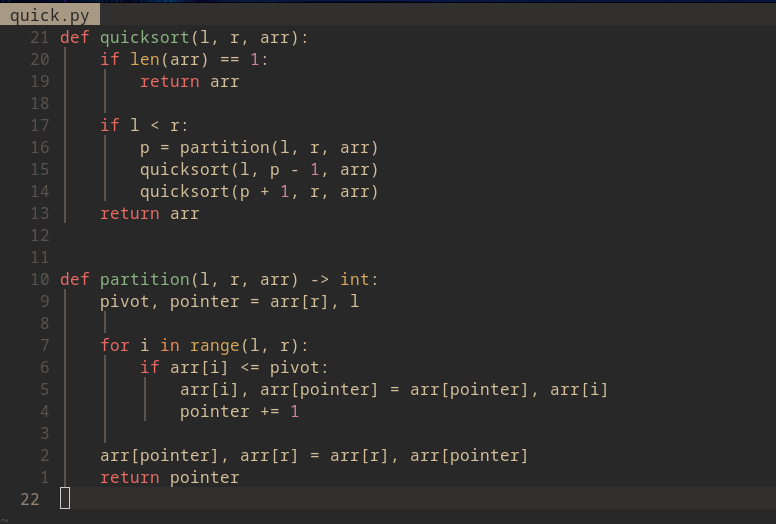 quick.py
21 def quicksort(l, r, arr):
20     if len(arr) == 1:
19         return arr
18
17     if l < r:
16         p = partition(l, r, arr)
15         quicksort(l, p - 1, arr)
14         quicksort(p + 1, r, arr)
13     return arr
12
11
10 def partition(l, r, arr) -> int:
9     pivot, pointer = arr[r], l
8
7     for i in range(l, r):
6         if arr[i] <= pivot:
5             arr[i], arr[pointer] = arr[pointer], arr[i]
4             pointer += 1
3
2     arr[pointer], arr[r] = arr[r], arr[pointer]
1     return pointer
22
~